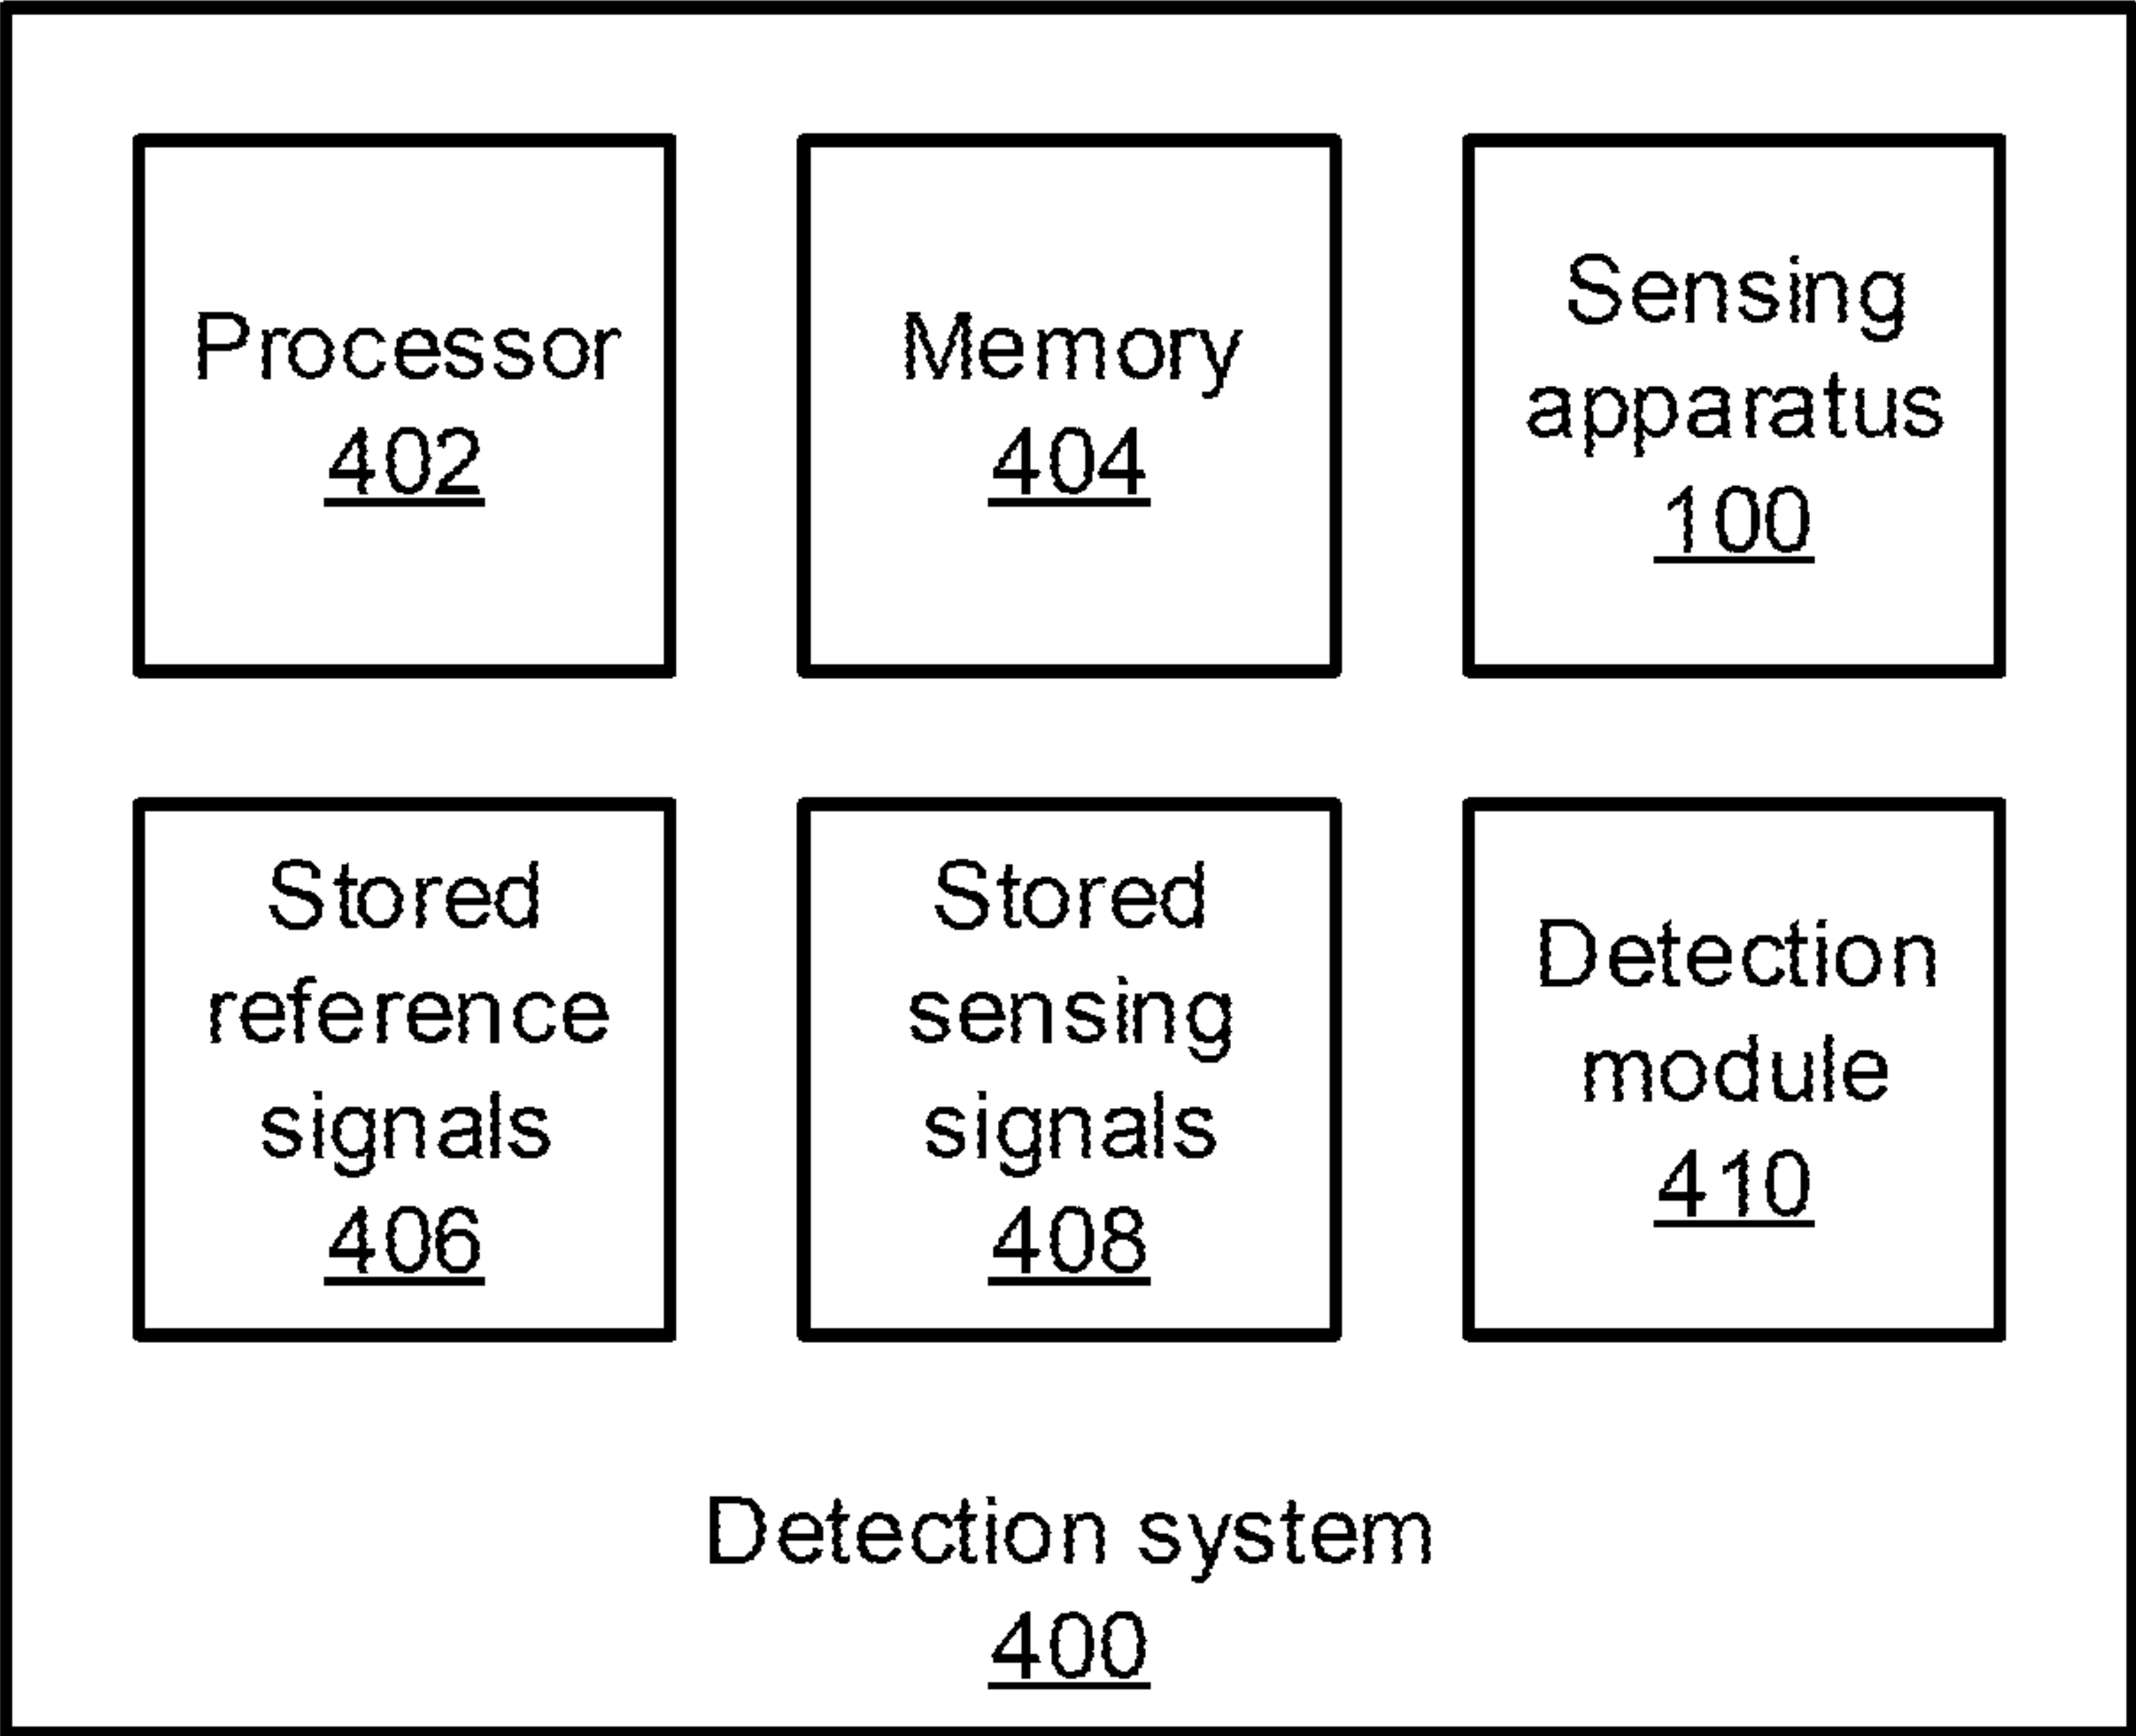 Processor
402
Memory
404
Sensing
apparatus
100
Stored
reference
signals
406
Stored
sensing
signals
408
Detection
module
410
Detection system
400